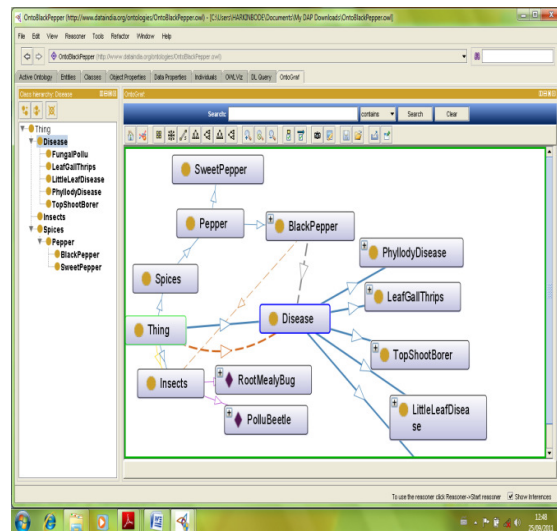 OntoBlackPepper (http://www.dataindia.org/ontologies/OntoBlackPepper.owl) - [C:\Users\HARKINBODE\Documents\My DAP Downloads\OntoBlackPepper.owl]
File Edit View Reasoner Tools Refactor Window Help
OntoBlackPepper (http://www.dataindia.org/ontologies/OntoBlackPepper.owl)
Active Ontology Entities Classes Object Properties Data Properties Individuals OWLViz DL Query OntoGraf
Class hierarchy: Disease
Thing
Disease
FungalPollu
LeafGallThrips
LittleLeafDisease
PhyllodyDisease
TopShootBorer
Insects
Spices
Pepper
BlackPepper
SweetPepper
OntoGraf:
Search: contains Search Clear
SweetPepper
Pepper
BlackPepper
PhyllodyDisease
Spices
LeafGallThrips
Disease
Thing
TopShootBorer
Insects
RootMealyBug
LittleLeafDisea
se
PolluBeetle
To use the reasoner click Reasoner->Start reasoner Show Inferences
12:48
25/09/2013